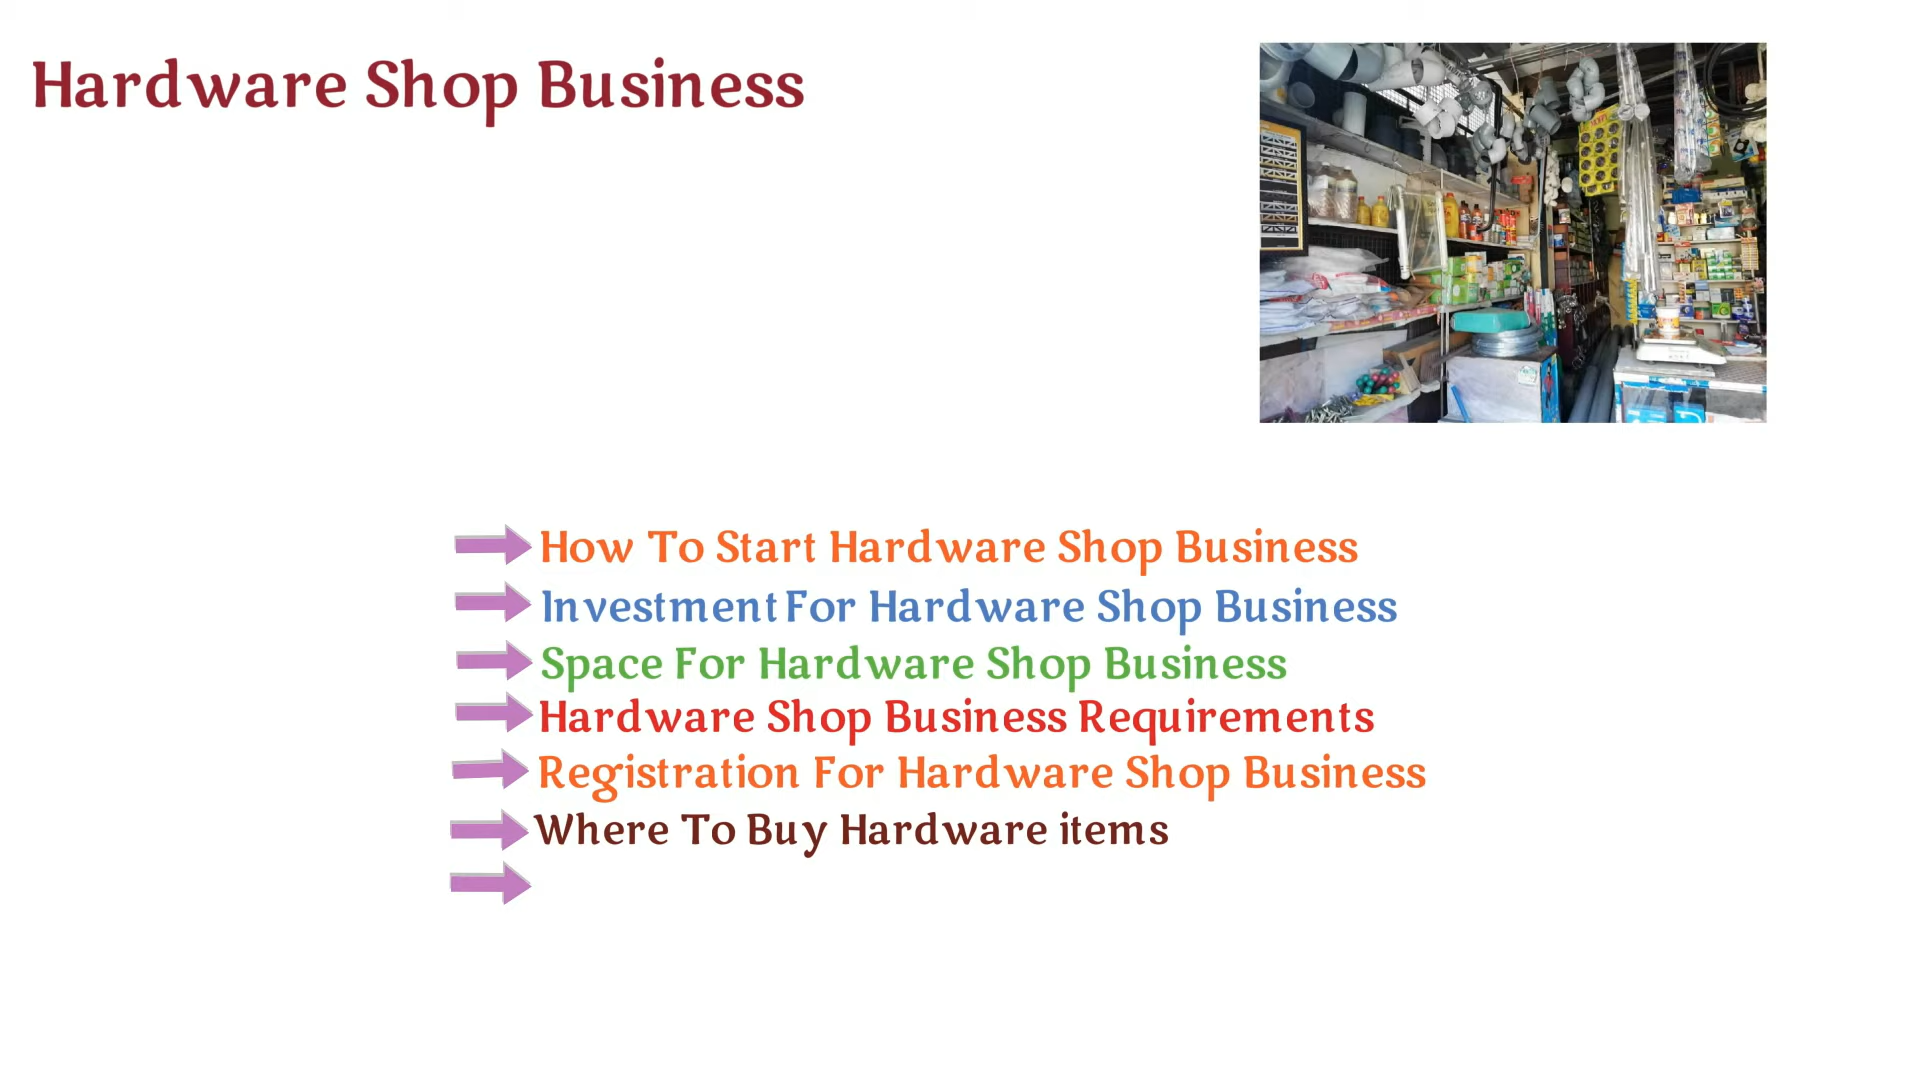 Hardware Shop Business
How To Start Hardware Shop Business
Investment For Hardware Shop Business
Space For Hardware Shop Business
Hardware Shop Business Requirements
Registration For Hardware Shop Business
Where To Buy Hardware items